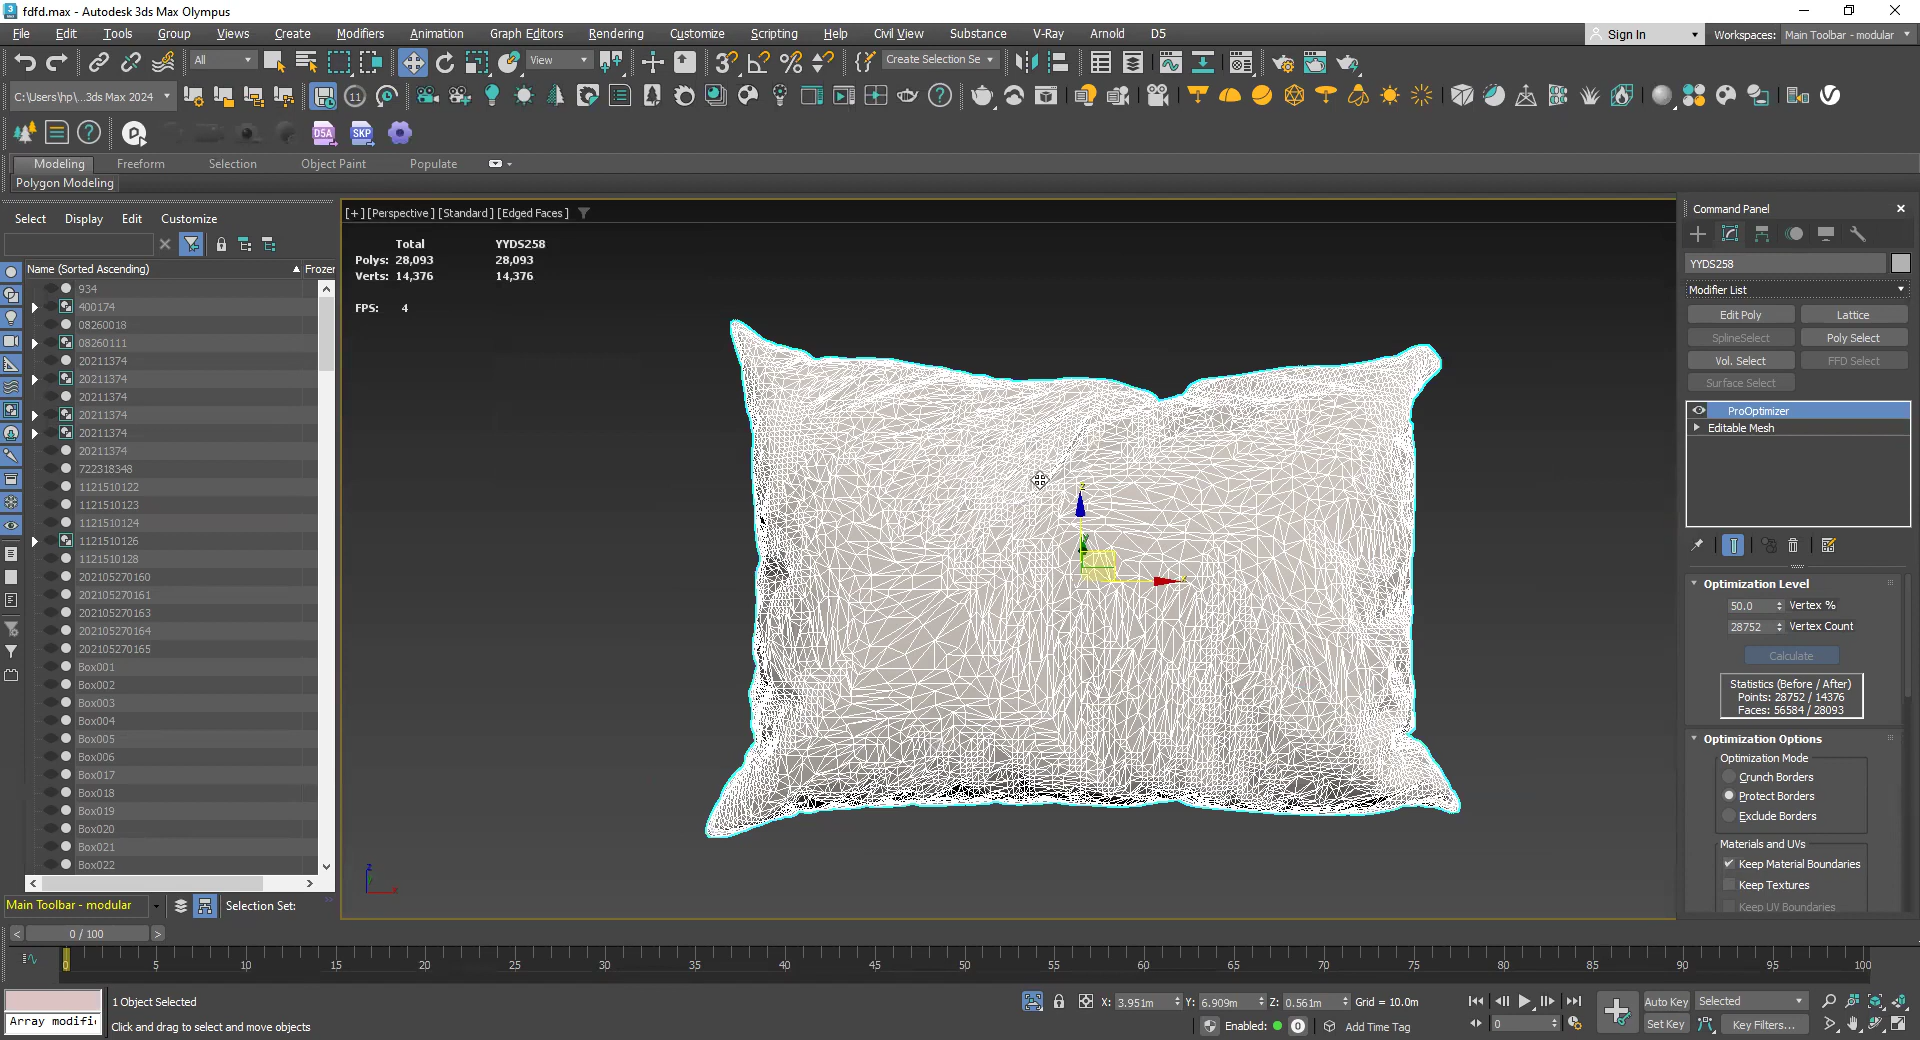 fdfd.max - Autodesk 3ds Max Olympus
File Edit Tools Group Views Create Modifiers Animation Graph Editors Rendering Customize Scripting Help Civil View Substance V-Ray Arnold D5 Sign In Workspaces: Main Toolbar - modular
All View Create Selection Se
C:\Users\hp\...3ds Max 2024 11
D5A SKP
Modeling Freeform Selection Object Paint Populate
Polygon Modeling
Select Display Edit Customize
Name (Sorted Ascending) Frozen
934
400174
08260018
08260111
20211374
20211374
20211374
20211374
20211374
20211374
722318348
1121510122
1121510123
1121510124
1121510126
1121510128
202105270160
202105270161
202105270163
202105270164
202105270165
Box001
Box002
Box003
Box004
Box005
Box006
Box017
Box018
Box019
Box020
Box021
Box022
Main Toolbar - modular Selection Set:
[+] [Perspective] [Standard] [Edged Faces]
Total YYDS258
Polys: 28,093 28,093
Verts: 14,376 14,376
FPS: 4
z
x
z
x
Command Panel
YYDS258
Modifier List
Edit Poly Lattice
SplineSelect Poly Select
Vol. Select FFD Select
Surface Select
ProOptimizer
Editable Mesh
Optimization Level
50.0 Vertex %
28752 Vertex Count
Calculate
Statistics (Before / After)
Points: 28752 / 14376
Faces: 56584 / 28093
Optimization Options
Optimization Mode
Crunch Borders
Protect Borders
Exclude Borders
Materials and UVs
Keep Material Boundaries
Keep Textures
Keep UV Boundaries
0 / 100
0 5 10 15 20 25 30 35 40 45 50 55 60 65 70 75 80 85 90 95 100
1 Object Selected X: 3.951m Y: 6.909m Z: 0.561m Grid = 10.0m Auto Key Selected
Array modifi Click and drag to select and move objects Enabled: 0 Add Time Tag 0 Set Key Key Filters...